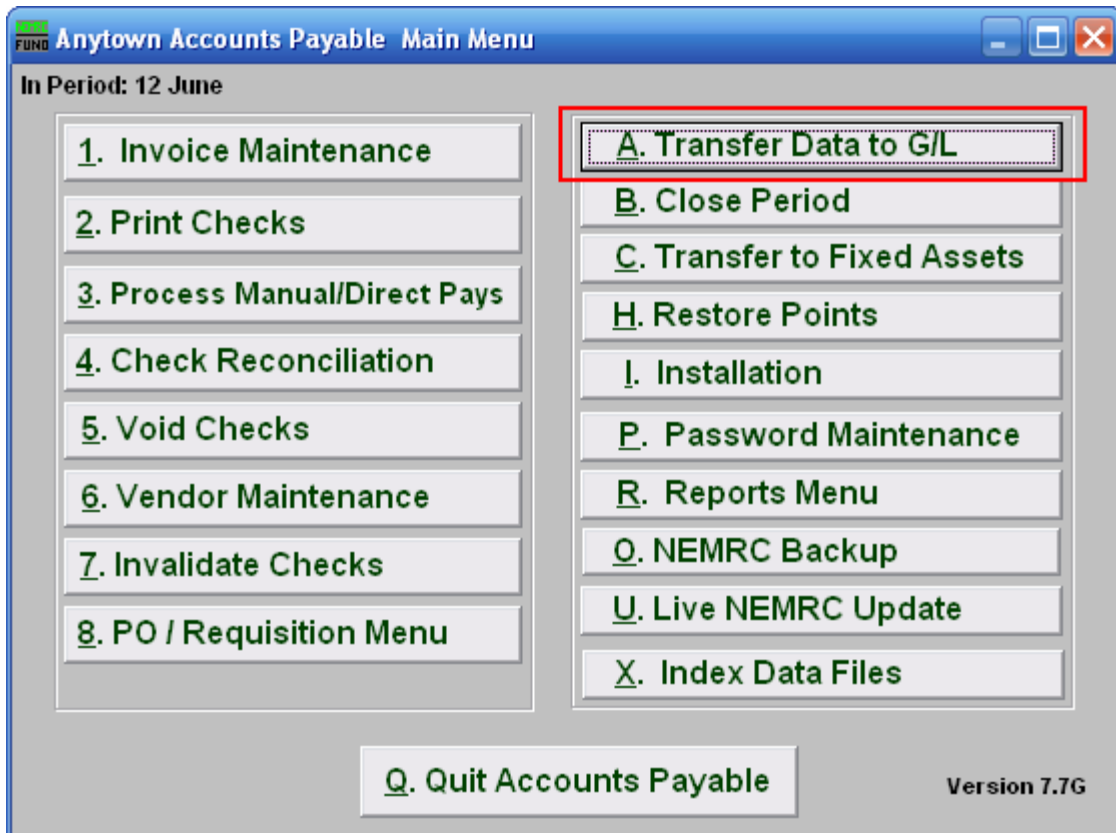 NEMRC
FUND Anytown Accounts Payable Main Menu
In Period: 12 June
1. Invoice Maintenance
2. Print Checks
3. Process Manual/Direct Pays
4. Check Reconciliation
5. Void Checks
6. Vendor Maintenance
7. Invalidate Checks
8. PO / Requisition Menu
A. Transfer Data to G/L
B. Close Period
C. Transfer to Fixed Assets
H. Restore Points
I. Installation
P. Password Maintenance
R. Reports Menu
O. NEMRC Backup
U. Live NEMRC Update
X. Index Data Files
Q. Quit Accounts Payable
Version 7.7G